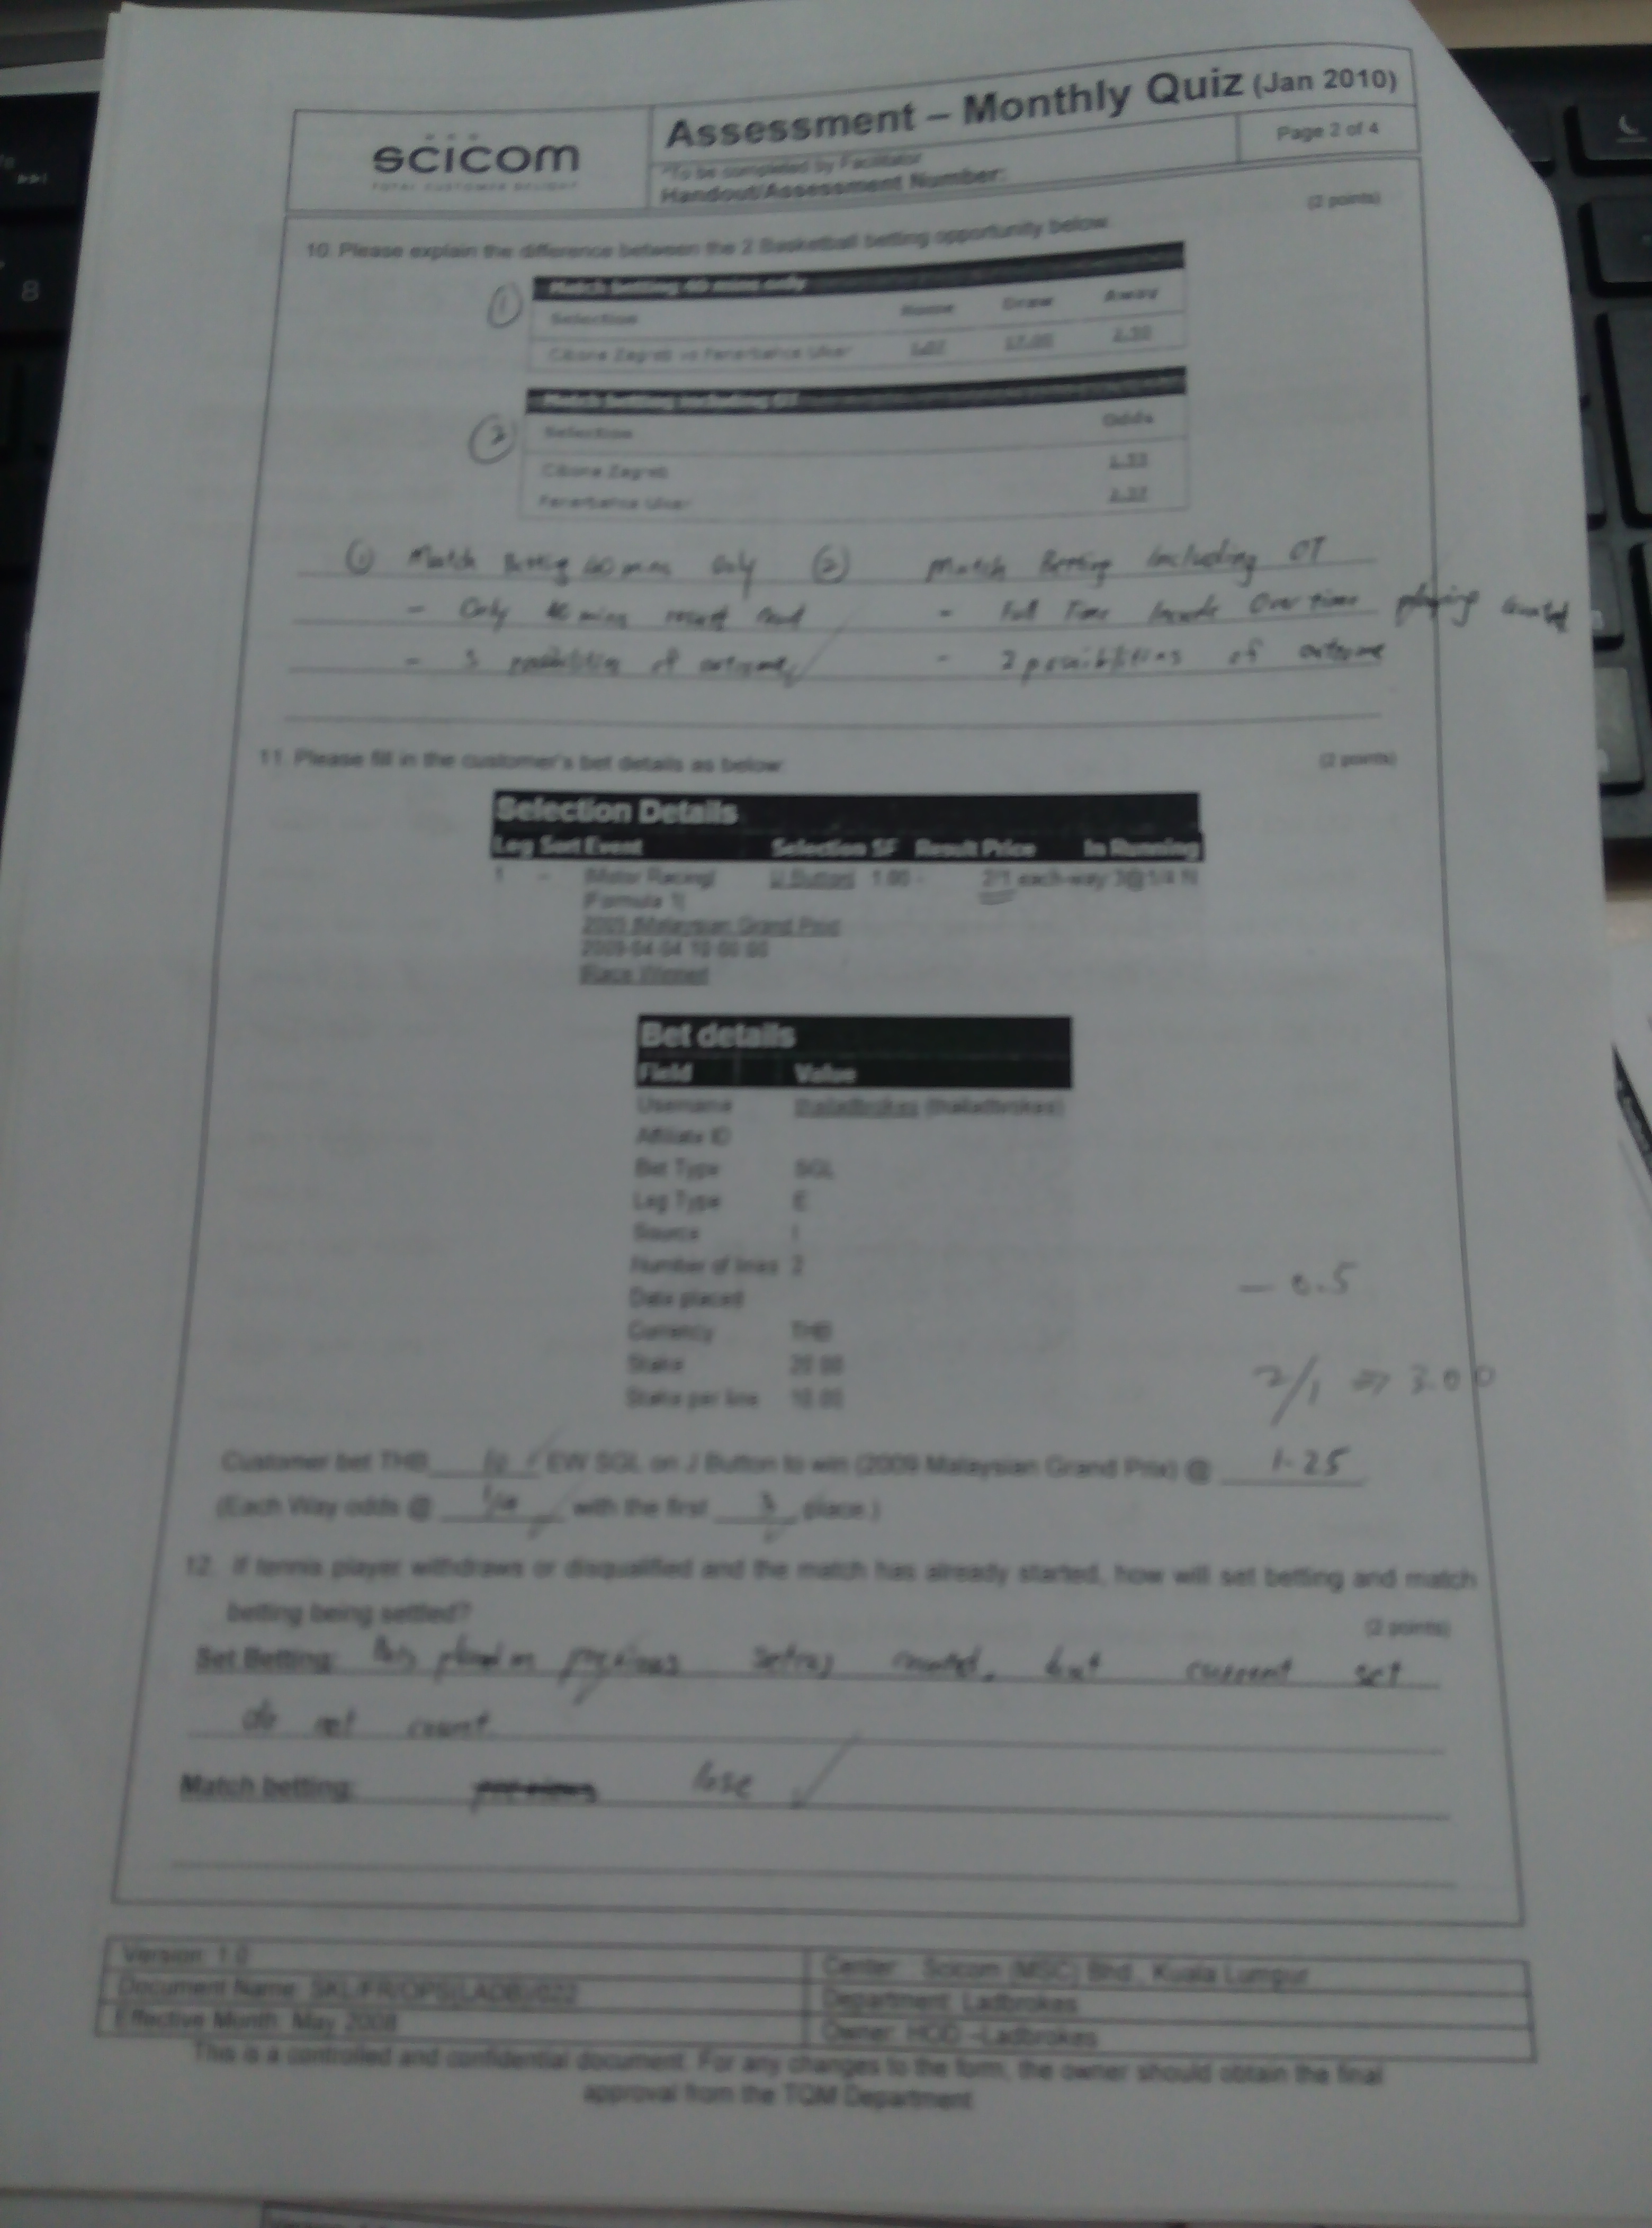 scicom
TOTAL CUSTOMER DELIGHT
Assessment – Monthly Quiz (Jan 2010)
Page 2 of 4
*To be completed by Facilitator
Handout/Assessment Number:
(2 points)
10. Please explain the difference between the 2 Basketball betting opportunity below:
1
Match betting 40 mins only
Selection Home Draw Away
Cibona Zagreb vs Fenerbahce Ulker
2
Match betting including OT
Selection Odds
Cibona Zagreb
Fenerbahce Ulker
① Match Betting 40 mins Only ② Match Betting Including OT
- Only 40 mins result count - Full Time Include Over time playing counted
- 3 possibilities of outcome - 2 possibilities of outcome
11. Please fill in the customer's bet details as below: (2 points)
Selection Details
Leg Sort Event Selection SF Result Price In Running
1 - |Motor Racing| |J Button| 1.00 - 2/1 each-way 3@1/4 N
|Formula 1|
2009 |Malaysian Grand Prix|
2009-04-04 10:00:00
|Race Winner|
Bet details
Field Value
Username thailadbrokes (thailadbrokes)
Affiliate ID
Bet Type SGL
Leg Type E
Source I
Number of lines 2
Date placed
Currency THB
Stake 20.00
Stake per line 10.00
- 0.5
2/1 => 3.00
Customer bet THB 10 EW SGL on J Button to win (2009 Malaysian Grand Prix) @ 1.25
(Each Way odds @ 1/4 with the first 3 place.)
12. If tennis player withdraws or disqualified and the match has already started, how will set betting and match
betting being settled? (2 points)
Set Betting: Bets placed on previous counted, but current set
do not count
Match betting: lose
Version: 1.0
Document Name: SKL/FR/OPS(LADB)/022
Effective Month: May 2008
Center: Scicom (MSC) Bhd, Kuala Lumpur
Department: Ladbrokes
Owner: HOD –Ladbrokes
This is a controlled and confidential document. For any changes to the form, the owner should obtain the final
approval from the TQM Department